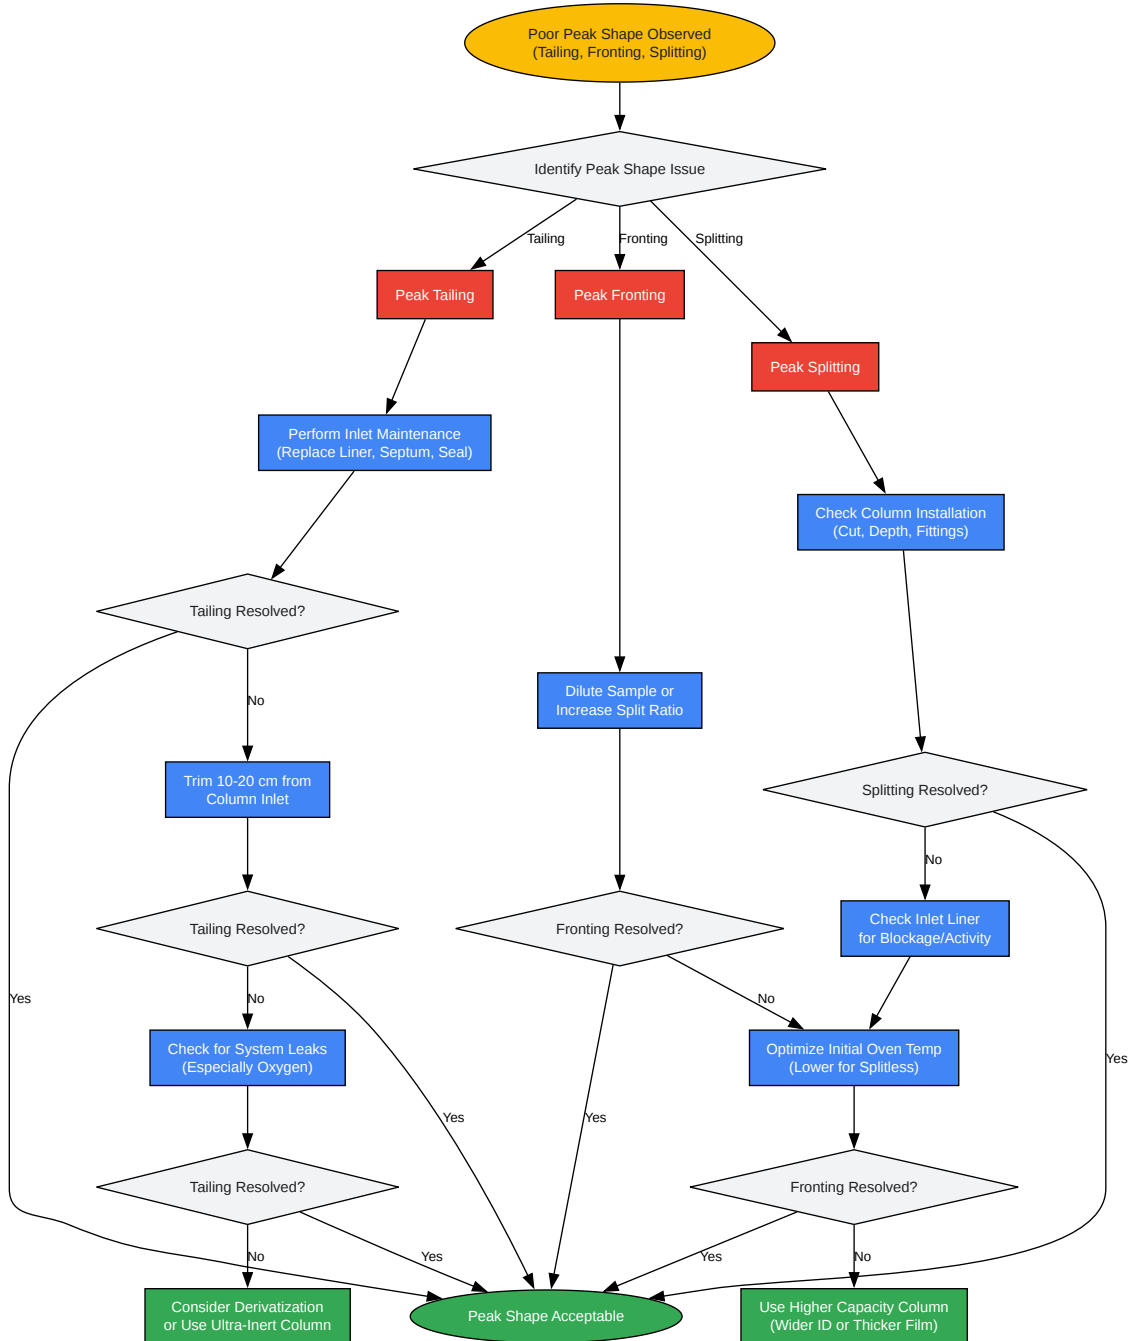 Poor Peak Shape Observed
(Tailing, Fronting, Splitting)
Identify Peak Shape Issue
Tailing
Fronting
Splitting
Peak Tailing
Peak Fronting
Peak Splitting
Perform Inlet Maintenance
(Replace Liner, Septum, Seal)
Check Column Installation
(Cut, Depth, Fittings)
Tailing Resolved?
No
Dilute Sample or
Increase Split Ratio
Trim 10-20 cm from
Column Inlet
Splitting Resolved?
No
Tailing Resolved?
Fronting Resolved?
Check Inlet Liner
for Blockage/Activity
Yes
No
No
Check for System Leaks
(Especially Oxygen)
Optimize Initial Oven Temp
(Lower for Splitless)
Yes
Yes
Yes
Tailing Resolved?
Fronting Resolved?
No
Yes
Yes
No
Consider Derivatization
or Use Ultra-Inert Column
Peak Shape Acceptable
Use Higher Capacity Column
(Wider ID or Thicker Film)